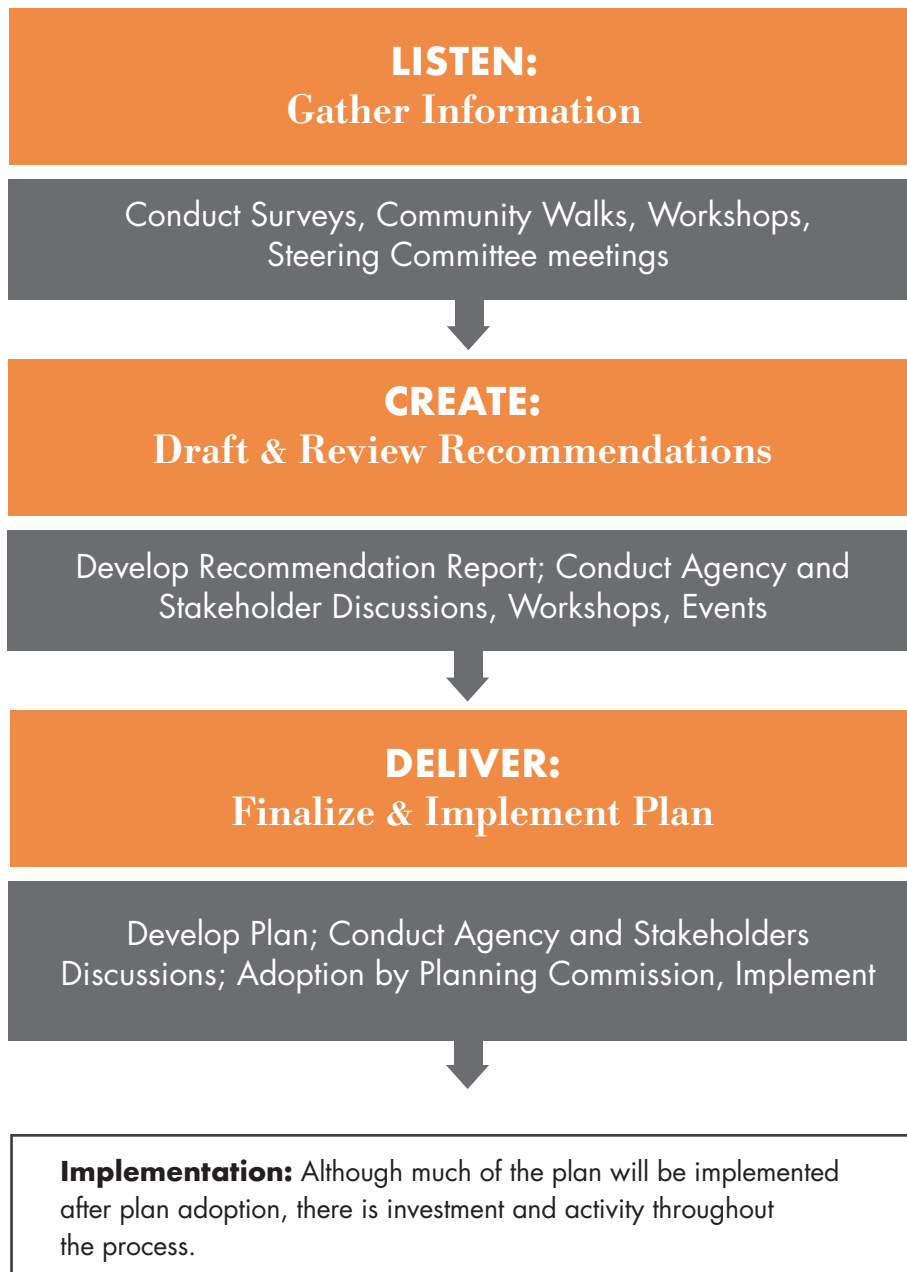 LISTEN:
Gather Information
Conduct Surveys, Community Walks, Workshops,
Steering Committee meetings
CREATE:
Draft & Review Recommendations
Develop Recommendation Report; Conduct Agency and
Stakeholder Discussions, Workshops, Events
DELIVER:
Finalize & Implement Plan
Develop Plan; Conduct Agency and Stakeholders
Discussions; Adoption by Planning Commission, Implement
Implementation: Although much of the plan will be implemented
after plan adoption, there is investment and activity throughout
the process.